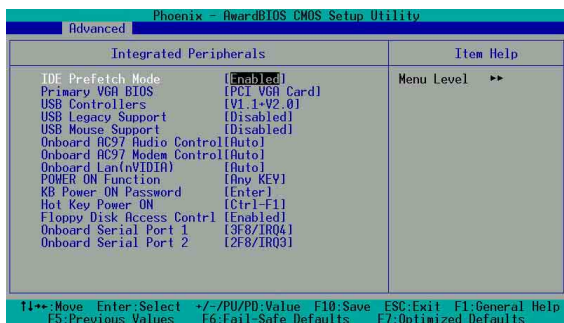 Phoenix - AwardBIOS CMOS Setup Utility
Advanced
Integrated Peripherals
Item Help
IDE Prefetch Mode [Enabled]
Menu Level ▸▸
Primary VGA BIOS [PCI VGA Card]
USB Controllers [V1.1+V2.0]
USB Legacy Support [Disabled]
USB Mouse Support [Disabled]
Onboard AC97 Audio Control[Auto]
Onboard AC97 Modem Control[Auto]
Onboard Lan(nVIDIA) [Auto]
POWER ON Function [Any KEY]
KB Power ON Password [Enter]
Hot Key Power ON [Ctrl-F1]
Floppy Disk Access Contrl [Enabled]
Onboard Serial Port 1 [3F8/IRQ4]
Onboard Serial Port 2 [2F8/IRQ3]
↑↓→←:Move Enter:Select +/-/PU/PD:Value F10:Save ESC:Exit F1:General Help
F5:Previous Values F6:Fail-Safe Defaults F7:Optimized Defaults